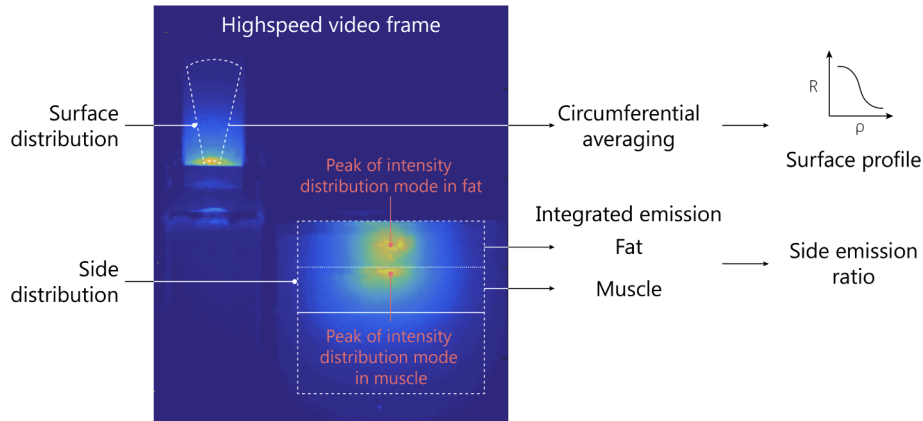 Highspeed video frame
Surface
distribution
Circumferential
averaging
R
ρ
Surface profile
Peak of intensity
distribution mode in fat
Integrated emission
Fat
Muscle
Side emission
ratio
Side
distribution
Peak of intensity
distribution mode
in muscle